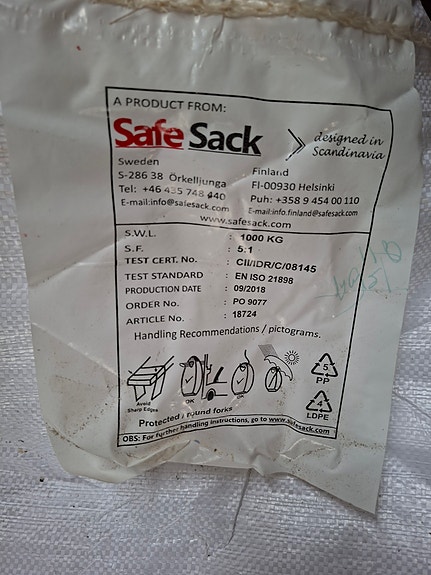 A PRODUCT FROM:
Safe Sack
designed in
Scandinavia
Sweden
S-286 38 Örkelljunga
Tel: +46 435 748 440
E-mail:info@safesack.com
Finland
FI-00930 Helsinki
Puh: +358 9 454 00 110
E-mail:info.finland@safesack.com
www.safesack.com
S.W.L. : 1000 KG
S.F. : 5:1
TEST CERT. No. : CII/IDR/C/08145
TEST STANDARD : EN ISO 21898
PRODUCTION DATE : 09/2018
ORDER No. : PO 9077
ARTICLE No. : 18724
Handling Recommendations / pictograms.
Avoid
Sharp Edges
OK
OK
5
PP
4
LDPE
Protected / round forks
OBS: For further handling instructions, go to www.safesack.com